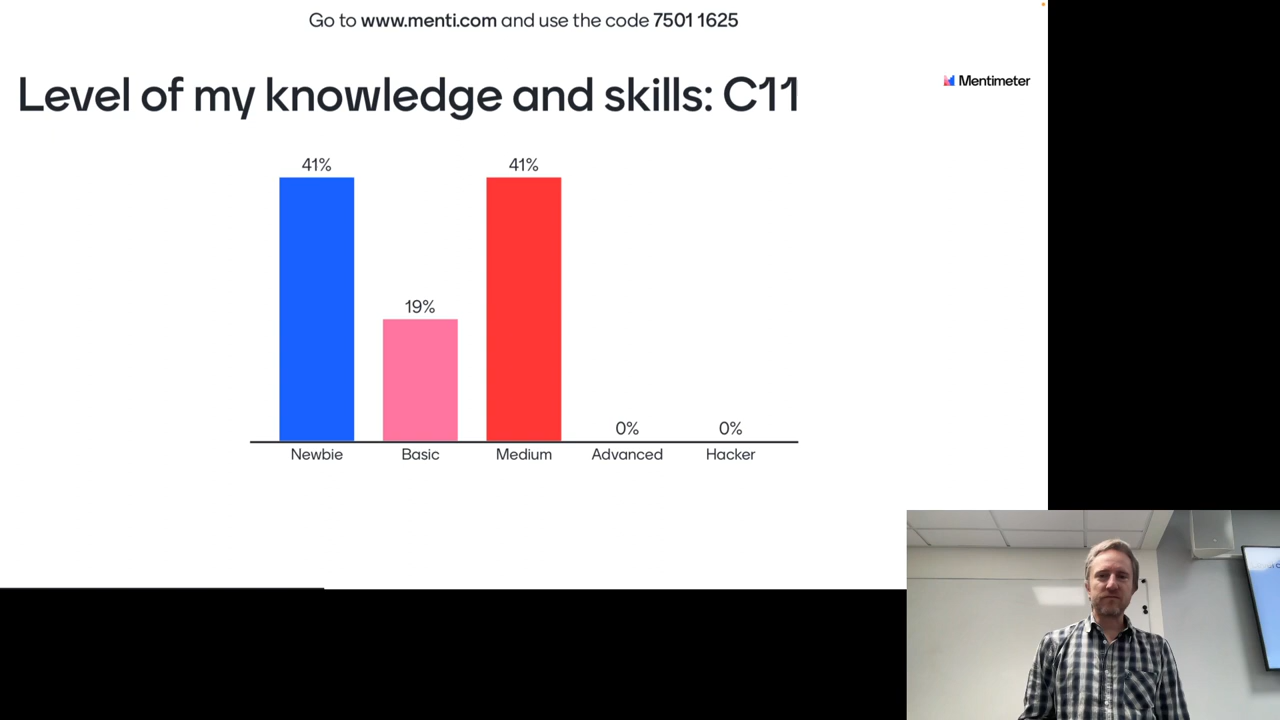 Go to www.menti.com and use the code 7501 1625
Level of my knowledge and skills: C11
Mentimeter
41%
41%
19%
0%
0%
Newbie
Basic
Medium
Advanced
Hacker